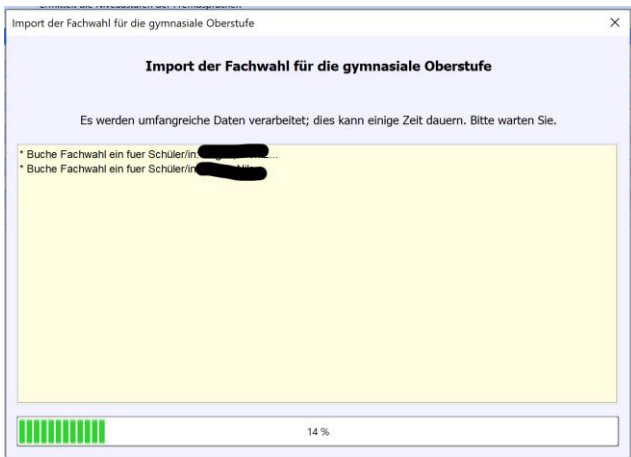 Import der Fachwahl für die gymnasiale Oberstufe
Import der Fachwahl für die gymnasiale Oberstufe
Es werden umfangreiche Daten verarbeitet; dies kann einige Zeit dauern. Bitte warten Sie.
* Buche Fachwahl ein fuer Schüler/in:
* Buche Fachwahl ein fuer Schüler/in
14 %